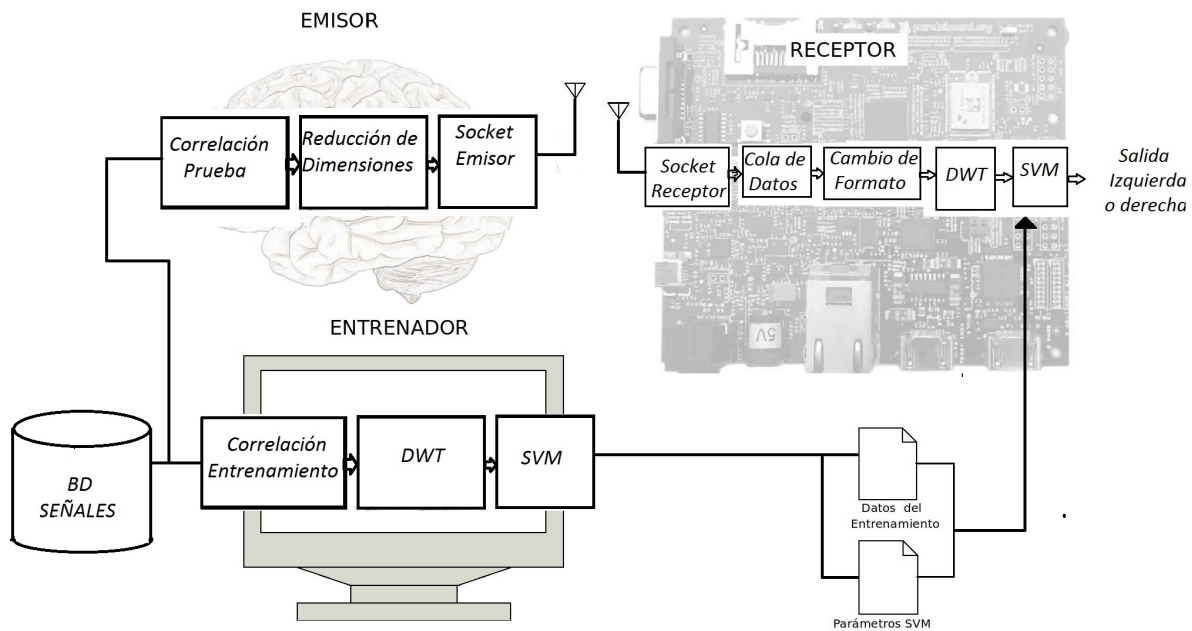 EMISOR
RECEPTOR
Correlación
Prueba
Reducción de
Dimensiones
Socket
Emisor
Socket
Receptor
Cola de
Datos
Cambio de
Formato
DWT
SVM
Salida
Izquierda
o derecha
ENTRENADOR
5V
BD
SEÑALES
Correlación
Entrenamiento
DWT
SVM
Datos del
Entrenamiento
Parámetros SVM